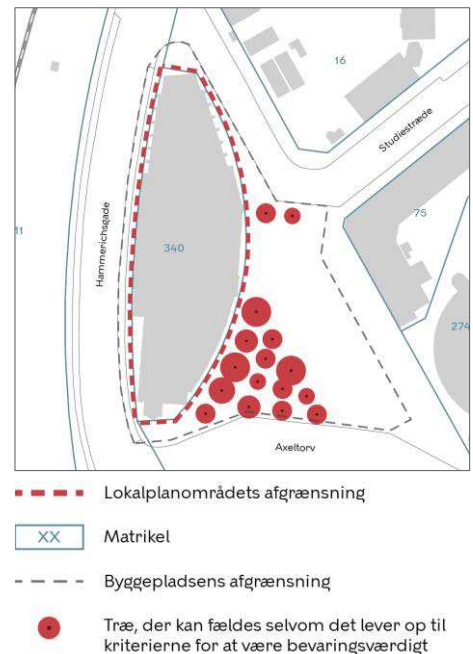 16
Studiestræde
Hammerichsgade
75
340
274
Axeltorv
Lokalplanområdets afgrænsning
XX Matrikel
Byggepladsens afgrænsning
Træ, der kan fældes selvom det lever op til
kriterierne for at være bevaringsværdigt